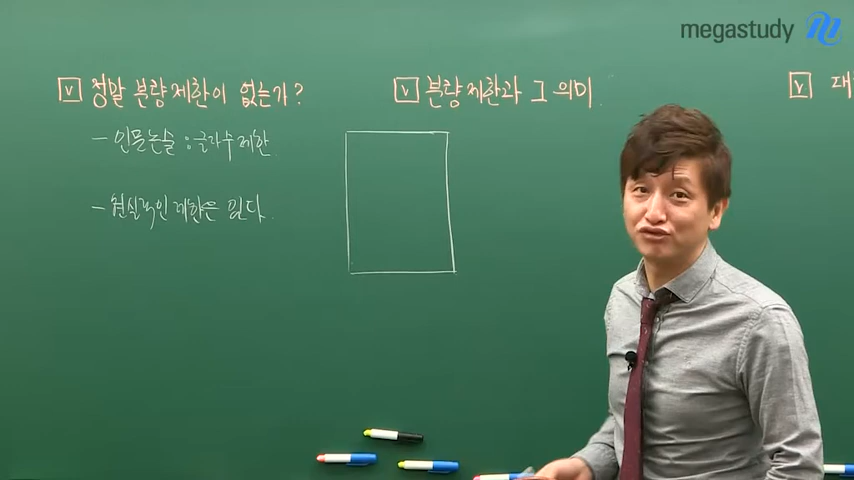 megastudy
V 정말 분량 제한이 없는가?
- 인문논술 : 글자수 제한
- 현실적인 제한은 있다.
V 분량 제한과 그 의미
V. 대